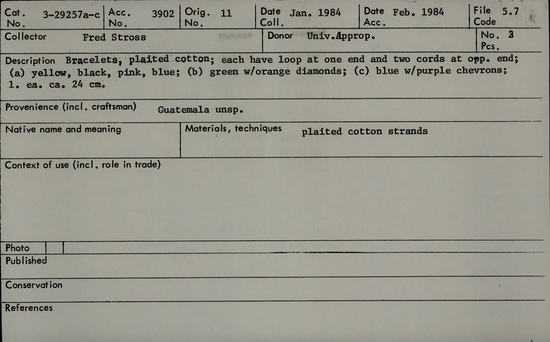 Cat. No. 3-29257a-c Acc. No. 3902 Orig. No. 11 Date Coll. Jan. 1984 Date Acc. Feb. 1984 File Code 5.7
Collector Fred Stross Donor Univ.Approp. No. Pcs. 3
Description Bracelets, plaited cotton; each have loop at one end and two cords at opp. end;
(a) yellow, black, pink, blue; (b) green w/orange diamonds; (c) blue w/purple chevrons;
l. ea. ca. 24 cm.
Provenience (incl. craftsman) Guatemala unsp.
Native name and meaning Materials, techniques plaited cotton strands
Context of use (incl. role in trade)
Photo
Published
Conservation
References